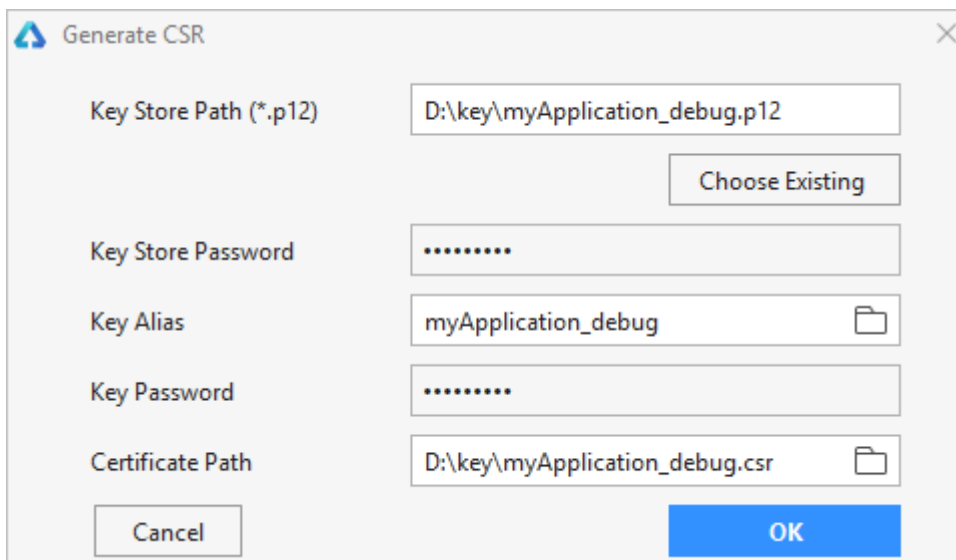 Generate CSR
Key Store Path (*.p12) D:\key\myApplication_debug.p12
Choose Existing
Key Store Password •••••••••
Key Alias myApplication_debug
Key Password •••••••••
Certificate Path D:\key\myApplication_debug.csr
Cancel OK